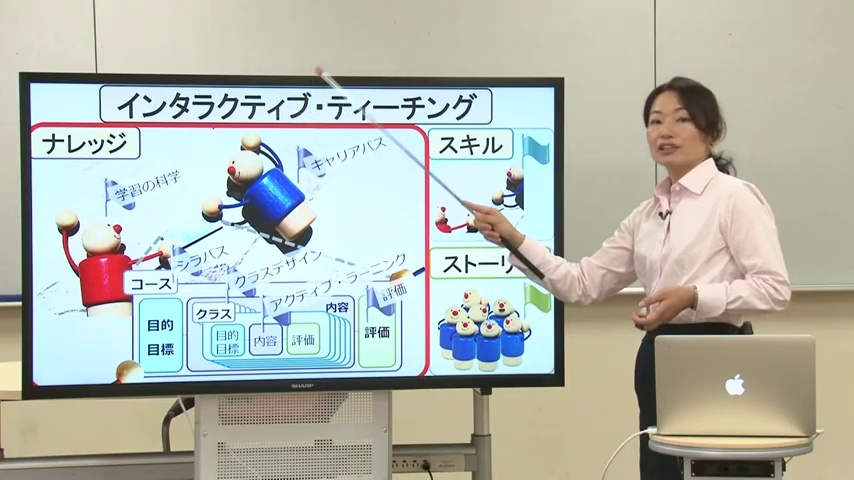 インタラクティブ・ティーチング
ナレッジ
スキル
キャリアパス
学習の科学
シラバス
クラスデザイン
アクティブ・ラーニング
評価
ストーリー
コース
目的
目標
クラス
内容
目的
目標
内容
評価
評価
SHARP